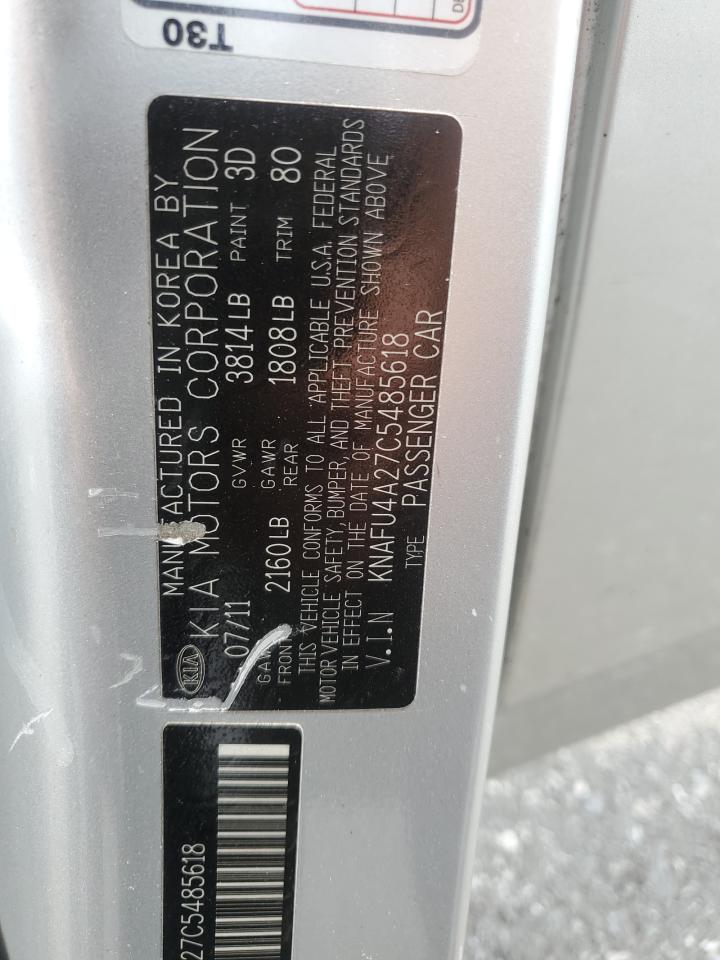 T30
MANUFACTURED IN KOREA BY
KIA MOTORS CORPORATION
KIA
07/11 GVWR 3814LB PAINT 3D
GAWR FRONT 2160LB GAWR REAR 1808LB TRIM 80
THIS VEHICLE CONFORMS TO ALL APPLICABLE U.S.A. FEDERAL
MOTOR VEHICLE SAFETY, BUMPER, AND THEFT PREVENTION STANDARDS
IN EFFECT ON THE DATE OF MANUFACTURE SHOWN ABOVE
V.I.N KNAFU4A27C5485618
TYPE PASSENGER CAR
27C5485618